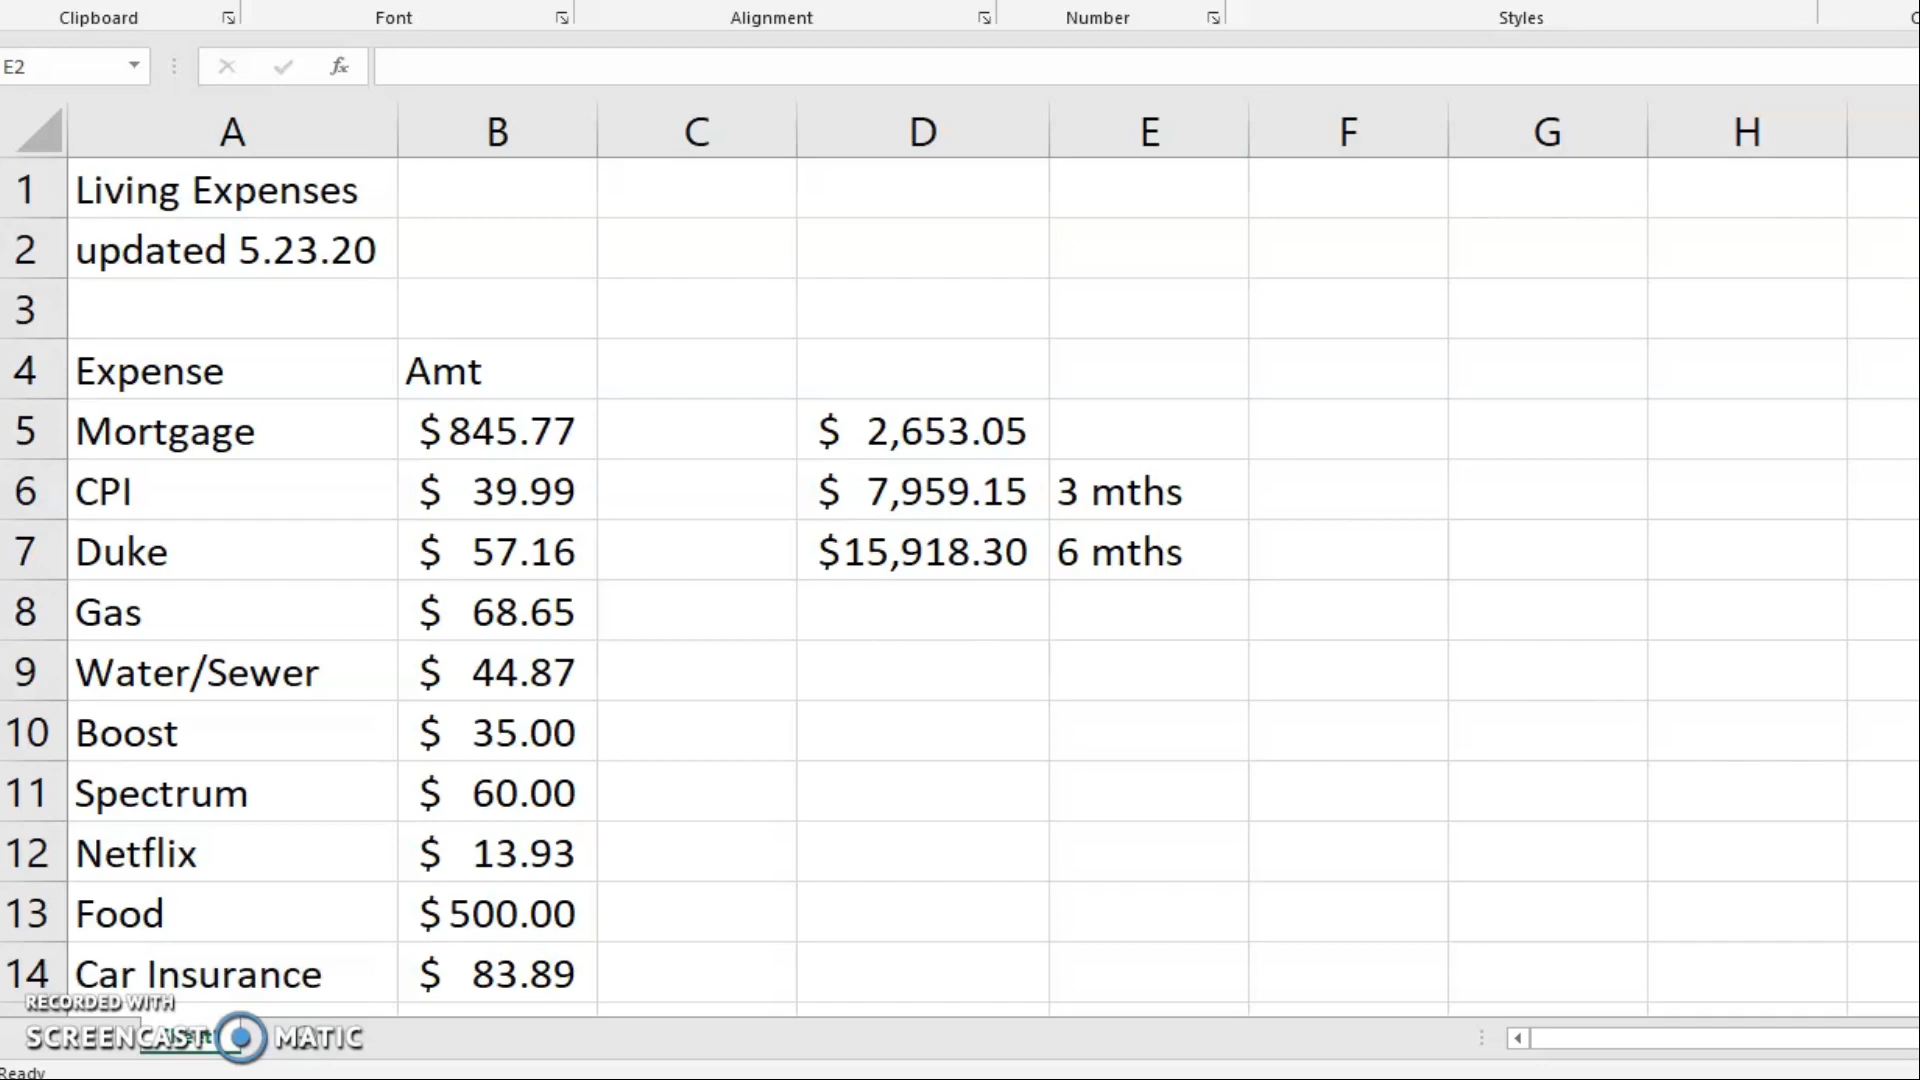 Clipboard Font Alignment Number Styles
E2 fx
A B C D E F G H
1 Living Expenses
2 updated 5.23.20
3
4 Expense Amt
5 Mortgage $ 845.77 $ 2,653.05
6 CPI $ 39.99 $ 7,959.15 3 mths
7 Duke $ 57.16 $15,918.30 6 mths
8 Gas $ 68.65
9 Water/Sewer $ 44.87
10 Boost $ 35.00
11 Spectrum $ 60.00
12 Netflix $ 13.93
13 Food $ 500.00
14 Car Insurance $ 83.89
RECORDED WITH
SCREENCAST MATIC
Ready